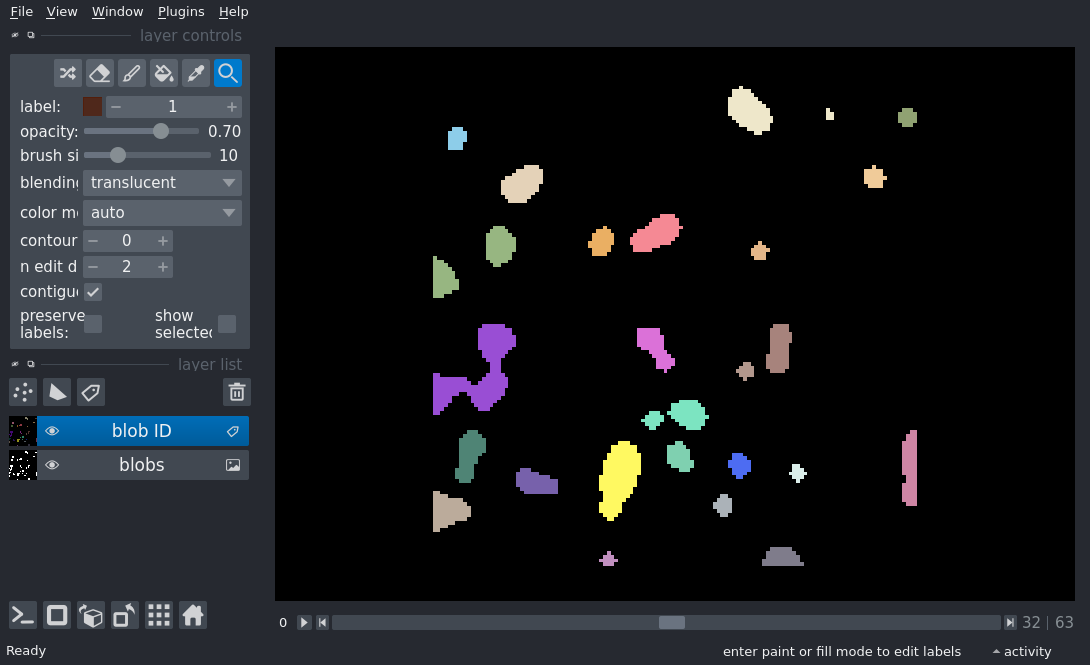 File View Window Plugins Help
layer controls
label: 1
opacity: 0.70
brush si 10
blending translucent
color m auto
contour 0
n edit d 2
contigu
preserve labels: show selected
layer list
blob ID
blobs
0 32 63
Ready enter paint or fill mode to edit labels activity